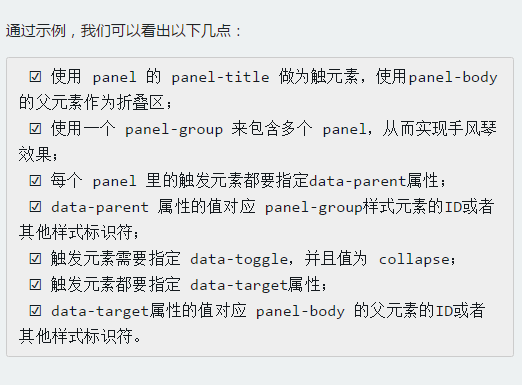 通过示例，我们可以看出以下几点：
☑ 使用 panel 的 panel-title 做为触元素，使用panel-body
的父元素作为折叠区；
☑ 使用一个 panel-group 来包含多个 panel，从而实现手风琴
效果；
☑ 每个 panel 里的触发元素都要指定data-parent属性；
☑ data-parent 属性的值对应 panel-group样式元素的ID或者
其他样式标识符；
☑ 触发元素需要指定 data-toggle，并且值为 collapse；
☑ 触发元素都要指定 data-target属性；
☑ data-target属性的值对应 panel-body 的父元素的ID或者
其他样式标识符。